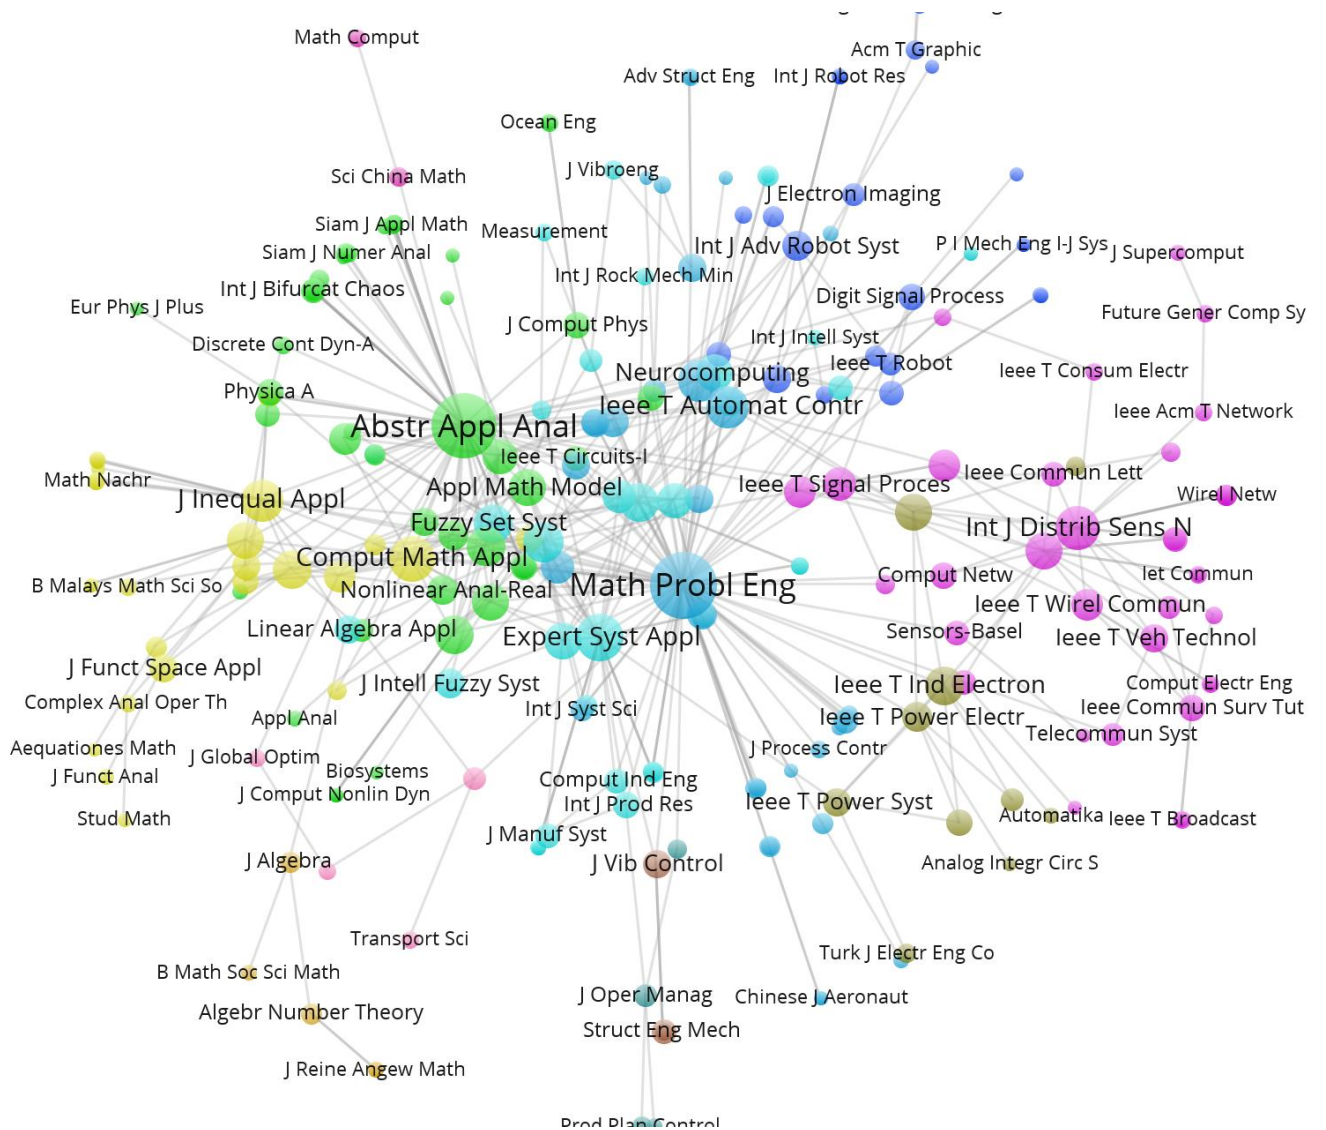 Math Comput
Acm T Graphic
Adv Struct Eng
Int J Robot Res
Ocean Eng
J Vibroeng
Sci China Math
J Electron Imaging
Siam J Appl Math
Measurement
Int J Adv Robot Syst
P I Mech Eng I-J Sys
J Supercomput
Siam J Numer Anal
Int J Rock Mech Min
Int J Bifurcat Chaos
Digit Signal Process
Eur Phys J Plus
Future Gener Comp Sy
J Comput Phys
Int J Intell Syst
Discrete Cont Dyn-A
Ieee T Robot
Neurocomputing
Ieee T Consum Electr
Physica A
Ieee T Automat Contr
Ieee Acm T Network
Abstr Appl Anal
Ieee T Circuits-I
Ieee Commun Lett
Math Nachr
Appl Math Model
Ieee T Signal Proces
Wirel Netw
J Inequal Appl
Fuzzy Set Syst
Int J Distrib Sens N
Comput Math Appl
Comput Netw
Iet Commun
B Malays Math Sci So
Nonlinear Anal-Real
Math Probl Eng
Ieee T Wirel Commun
Linear Algebra Appl
Expert Syst Appl
Sensors-Basel
Ieee T Veh Technol
J Funct Space Appl
J Intell Fuzzy Syst
Ieee T Ind Electron
Comput Electr Eng
Complex Anal Oper Th
Int J Syst Sci
Ieee Commun Surv Tut
Appl Anal
Ieee T Power Electr
Telecommun Syst
Aequationes Math
J Global Optim
J Process Contr
J Funct Anal
Biosystems
Comput Ind Eng
J Comput Nonlin Dyn
Int J Prod Res
Ieee T Power Syst
Stud Math
Automatika
Ieee T Broadcast
J Manuf Syst
J Algebra
J Vib Control
Analog Integr Circ S
Transport Sci
Turk J Electr Eng Co
B Math Soc Sci Math
J Oper Manag
Chinese J Aeronaut
Algebr Number Theory
Struct Eng Mech
J Reine Angew Math
Prod Plan Control